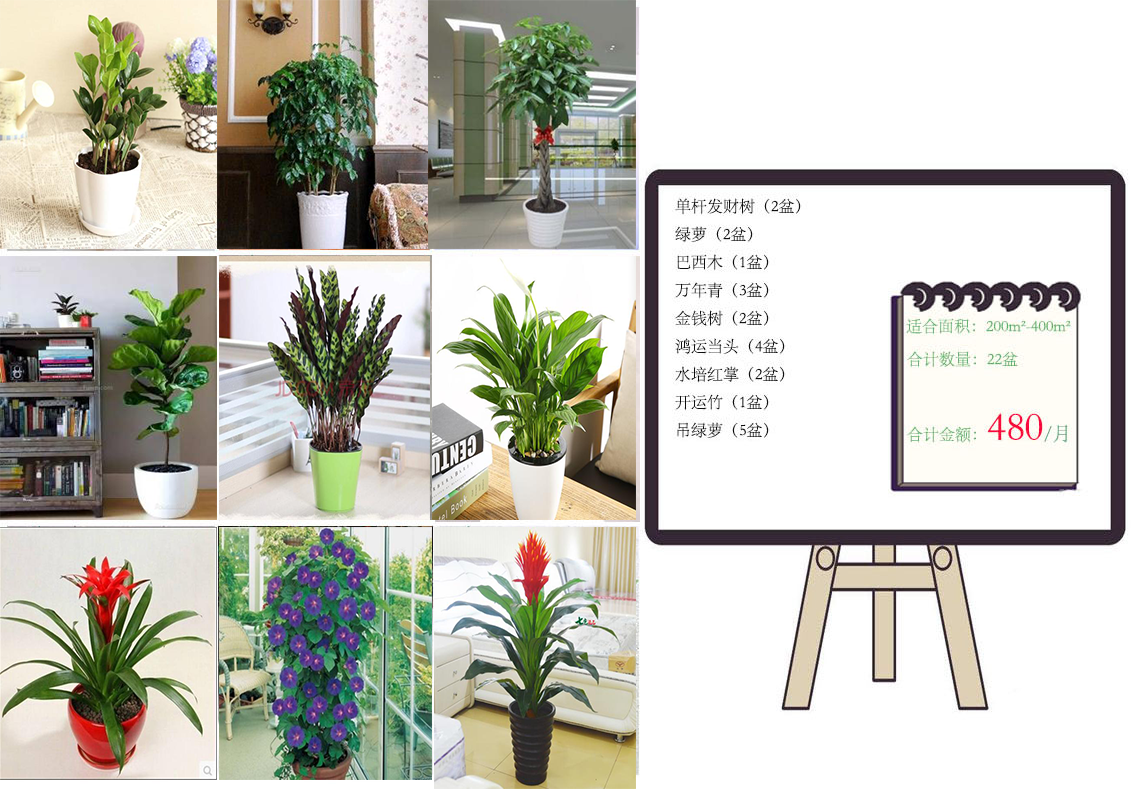 单杆发财树（2盆）
绿萝（2盆）
巴西木（1盆）
万年青（3盆）
金钱树（2盆）
鸿运当头（4盆）
水培红掌（2盆）
开运竹（1盆）
吊绿萝（5盆）
适合面积：200m²-400m²
合计数量：22盆
合计金额：480/月
CENTU